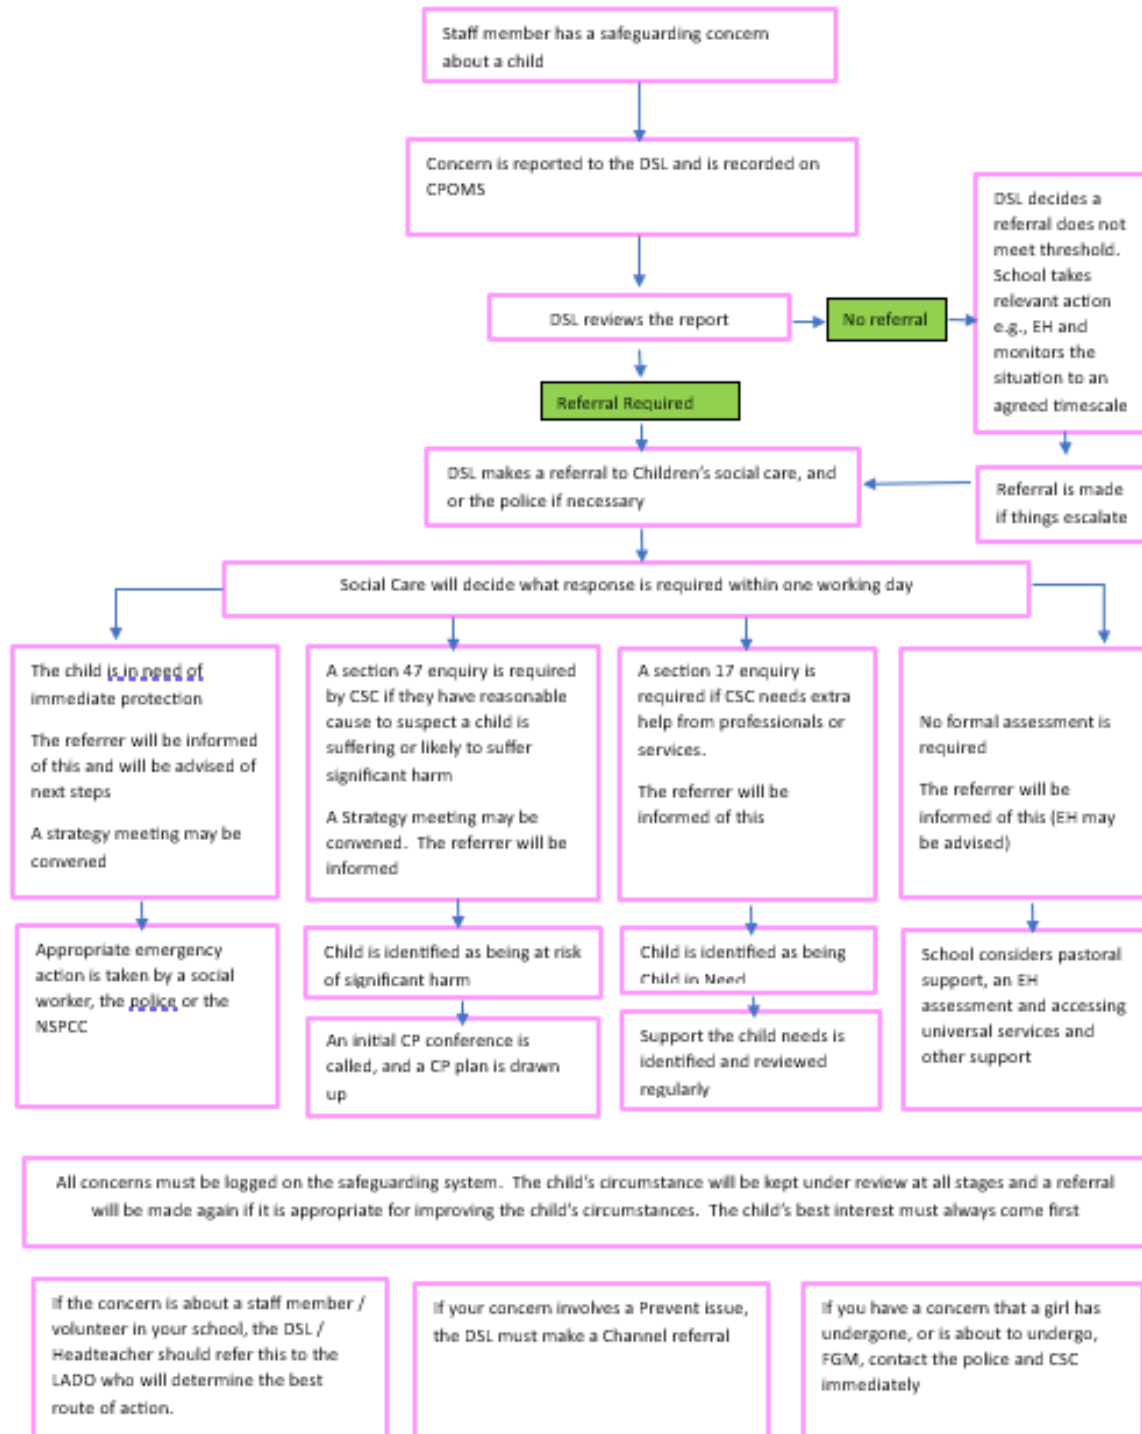 Staff member has a safeguarding concern
about a child
Concern is reported to the DSL and is recorded on
CPOMS
DSL reviews the report
No referral
DSL decides a
referral does not
meet threshold.
School takes
relevant action
e.g., EH and
monitors the
situation to an
agreed timescale
Referral Required
DSL makes a referral to Children's social care, and
or the police if necessary
Referral is made
if things escalate
Social Care will decide what response is required within one working day
The child is in need of
immediate protection
The referrer will be informed
of this and will be advised of
next steps
A strategy meeting may be
convened
A section 47 enquiry is required
by CSC if they have reasonable
cause to suspect a child is
suffering or likely to suffer
significant harm
A Strategy meeting may be
convened. The referrer will be
informed
A section 17 enquiry is
required if CSC needs extra
help from professionals or
services.
The referrer will be
informed of this
No formal assessment is
required
The referrer will be
informed of this (EH may
be advised)
Appropriate emergency
action is taken by a social
worker, the police or the
NSPCC
Child is identified as being at risk
of significant harm
An initial CP conference is
called, and a CP plan is drawn
up
Child is identified as being
Child in Need
Support the child needs is
identified and reviewed
regularly
School considers pastoral
support, an EH
assessment and accessing
universal services and
other support
All concerns must be logged on the safeguarding system. The child's circumstance will be kept under review at all stages and a referral
will be made again if it is appropriate for improving the child's circumstances. The child's best interest must always come first
If the concern is about a staff member /
volunteer in your school, the DSL /
Headteacher should refer this to the
LADO who will determine the best
route of action.
If your concern involves a Prevent issue,
the DSL must make a Channel referral
If you have a concern that a girl has
undergone, or is about to undergo,
FGM, contact the police and CSC
immediately